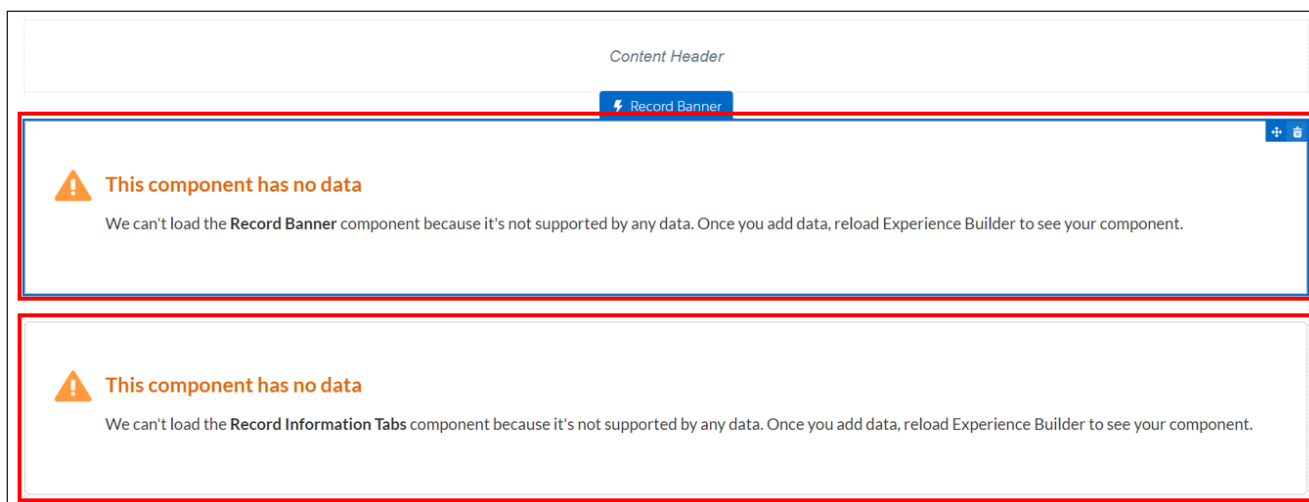 Content Header
Record Banner
This component has no data
We can't load the Record Banner component because it's not supported by any data. Once you add data, reload Experience Builder to see your component.
This component has no data
We can't load the Record Information Tabs component because it's not supported by any data. Once you add data, reload Experience Builder to see your component.